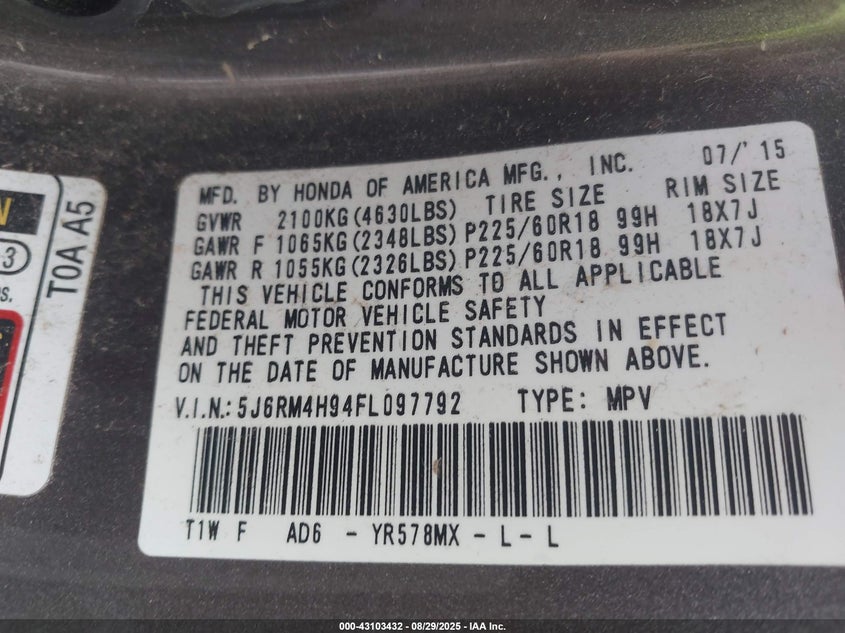 MFD. BY HONDA OF AMERICA MFG., INC. 07/'15
GVWR 2100KG(4630LBS) TIRE SIZE RIM SIZE
GAWR F 1065KG(2348LBS) P225/60R18 99H 18X7J
GAWR R 1055KG(2326LBS) P225/60R18 99H 18X7J
THIS VEHICLE CONFORMS TO ALL APPLICABLE
FEDERAL MOTOR VEHICLE SAFETY
AND THEFT PREVENTION STANDARDS IN EFFECT
ON THE DATE OF MANUFACTURE SHOWN ABOVE.
V.I.N.:5J6RM4H94FL097792 TYPE: MPV
T1W F AD6 - YR578MX - L - L
T0A A5
3
000-43103432 - 08/29/2025 - IAA Inc.